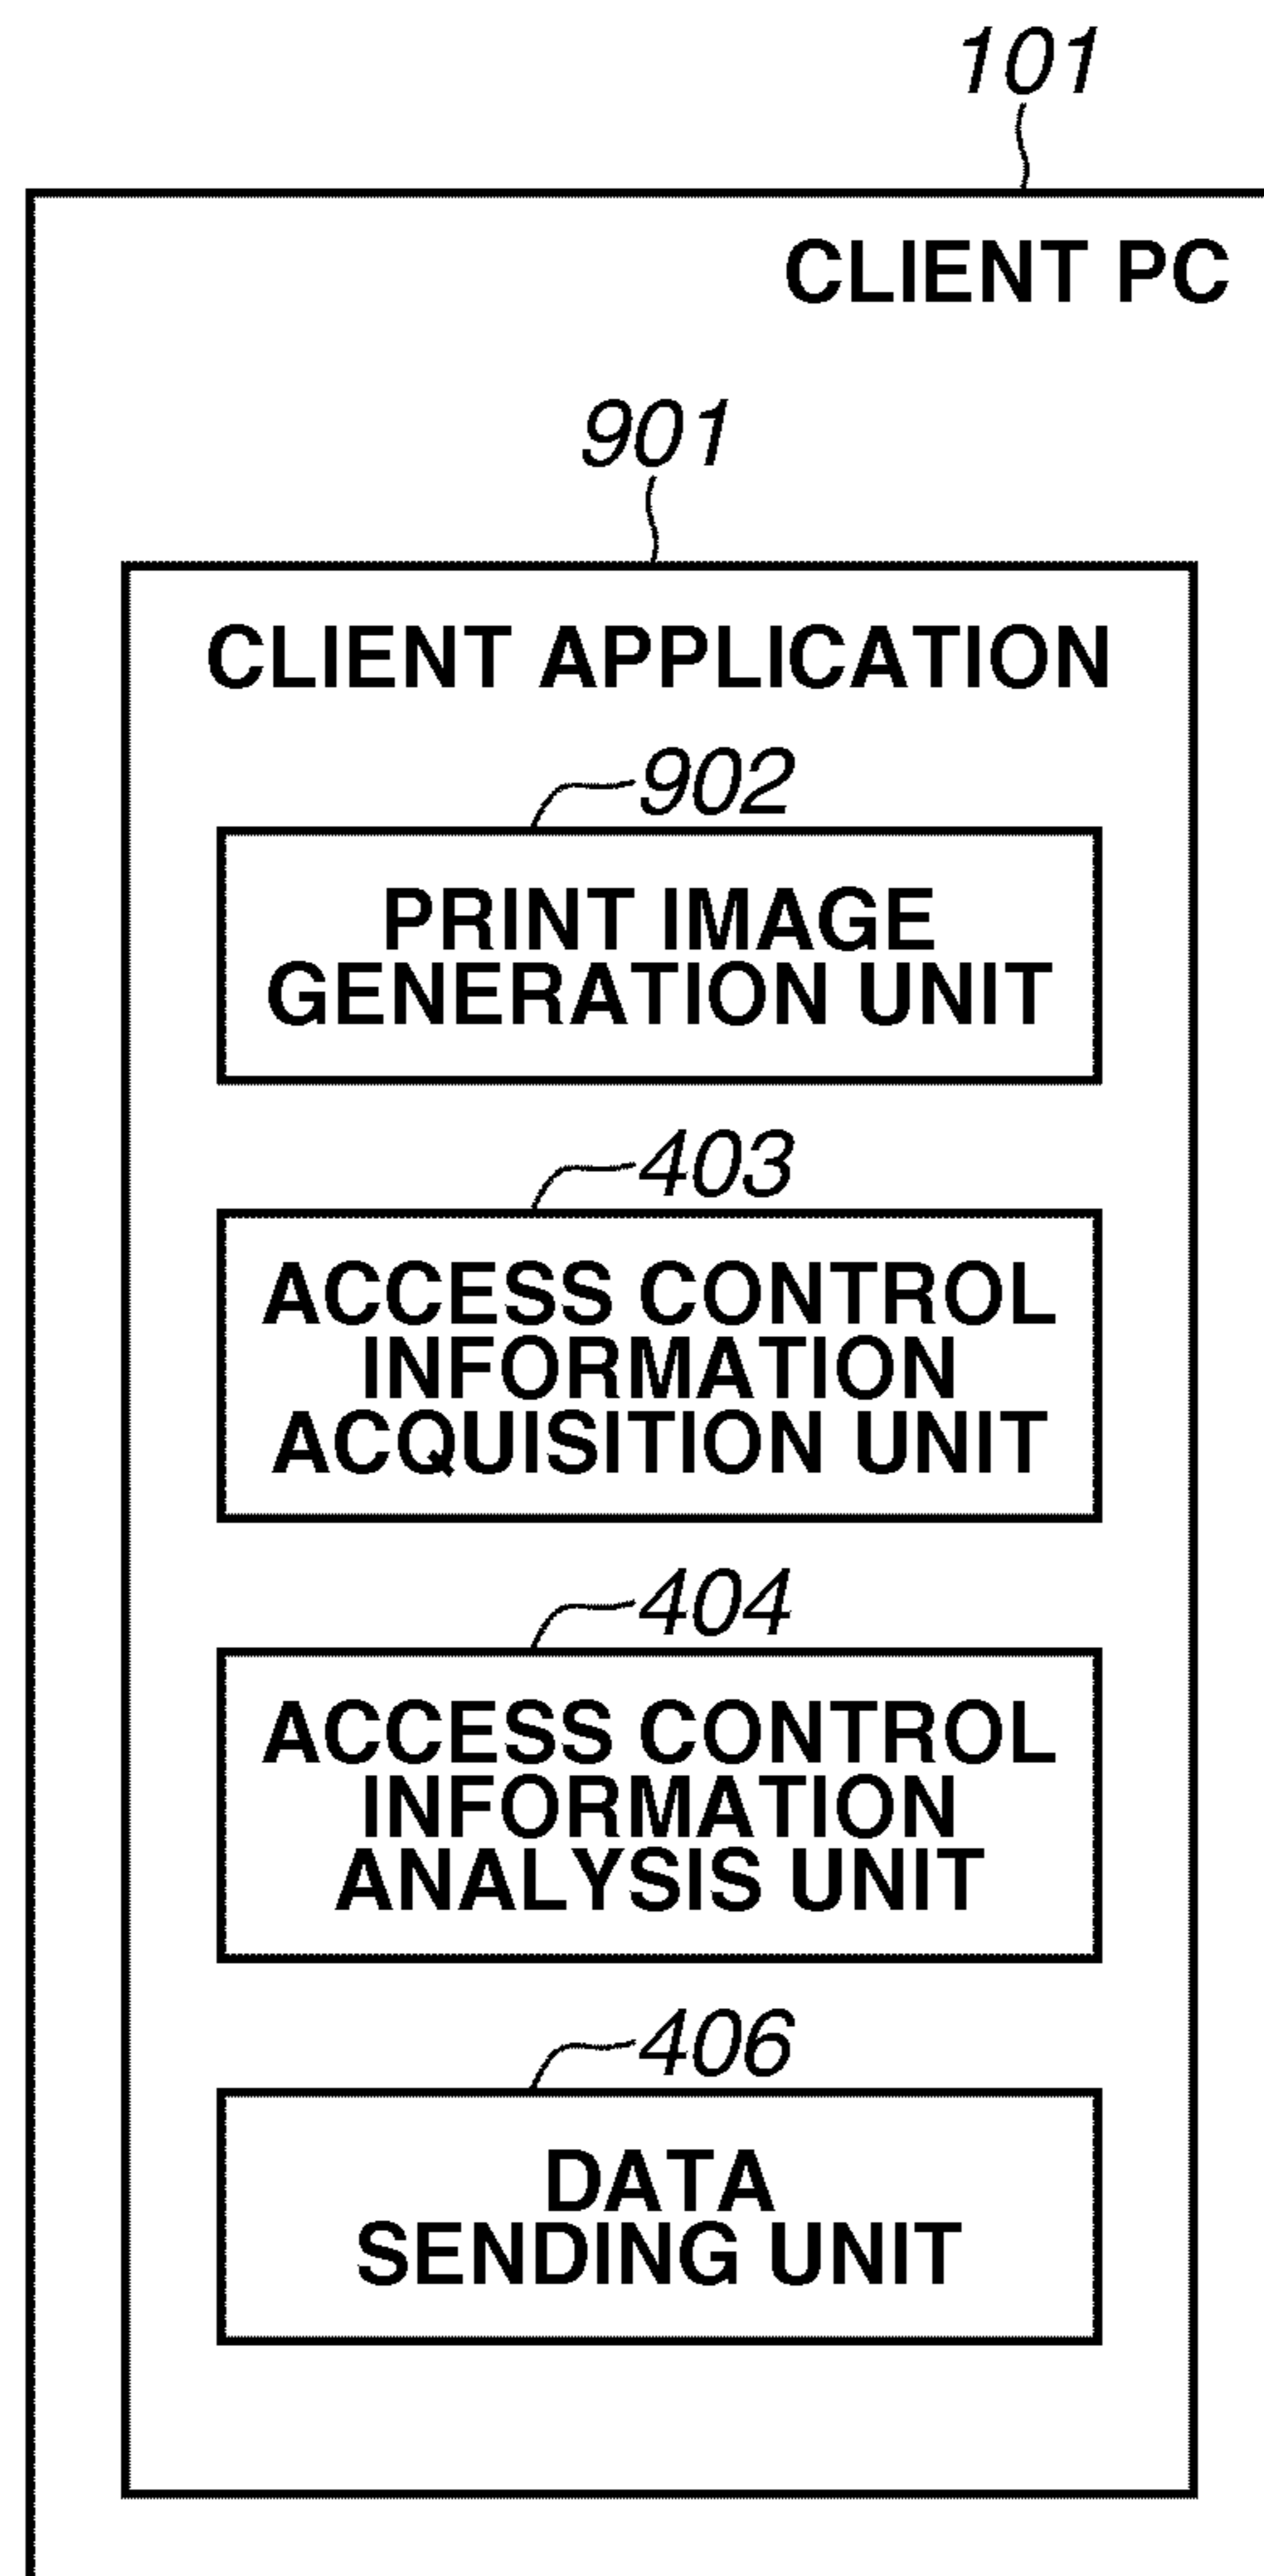 101
CLIENT PC
901
CLIENT APPLICATION
902
PRINT IMAGE
GENERATION UNIT
403
ACCESS CONTROL
INFORMATION
ACQUISITION UNIT
404
ACCESS CONTROL
INFORMATION
ANALYSIS UNIT
406
DATA
SENDING UNIT